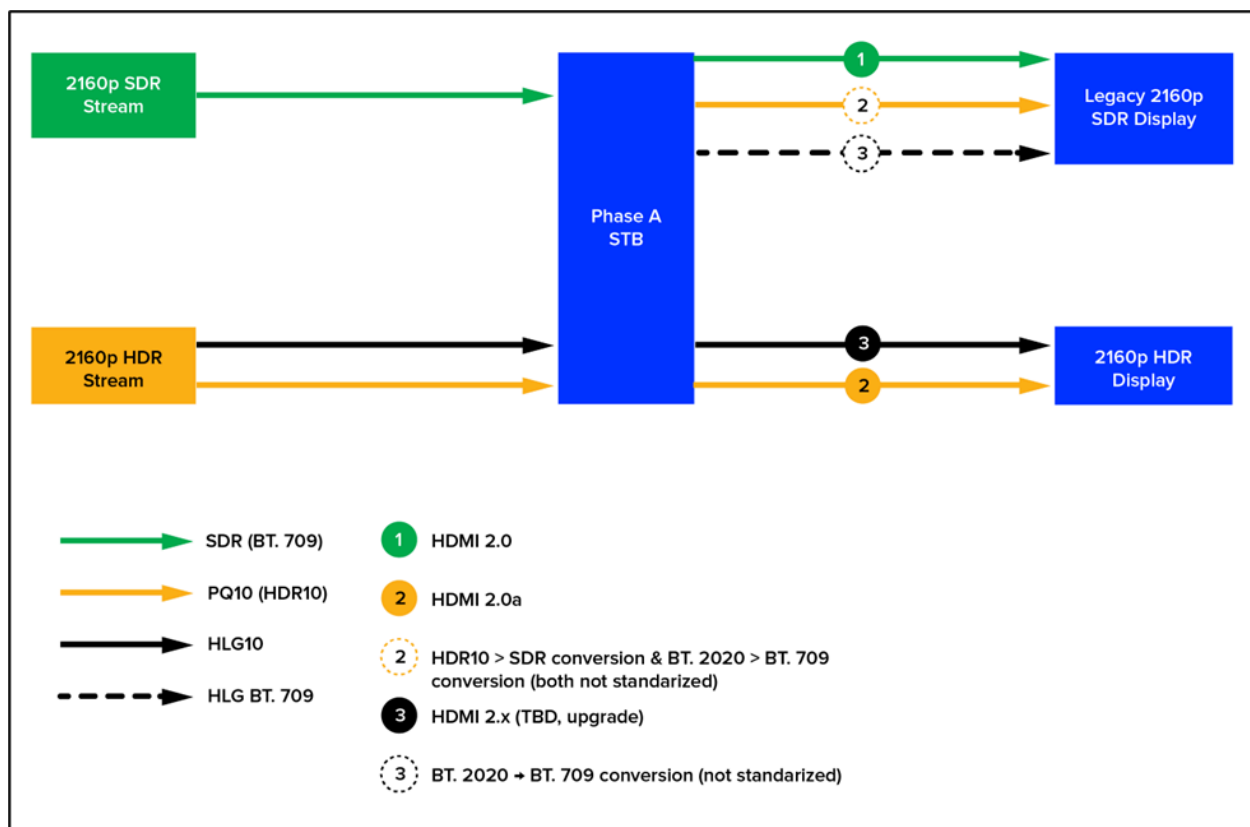 2160p SDR
Stream
1
2
3
Legacy 2160p
SDR Display
Phase A
STB
2160p HDR
Stream
3
2
2160p HDR
Display
SDR (BT. 709)
1 HDMI 2.0
PQ10 (HDR10)
2 HDMI 2.0a
HLG10
2 HDR10 > SDR conversion & BT. 2020 > BT. 709
conversion (both not standarized)
HLG BT. 709
3 HDMI 2.x (TBD, upgrade)
3 BT. 2020 → BT. 709 conversion (not standarized)